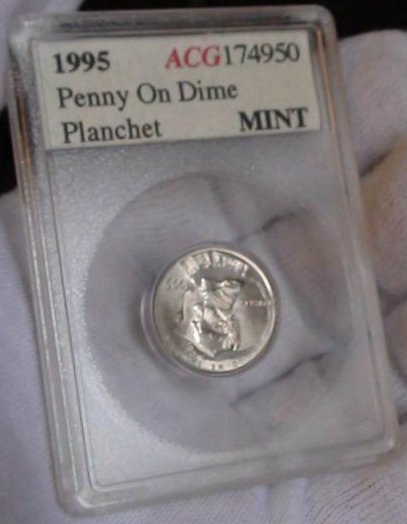 1995 ACG174950
Penny On Dime
Planchet MINT